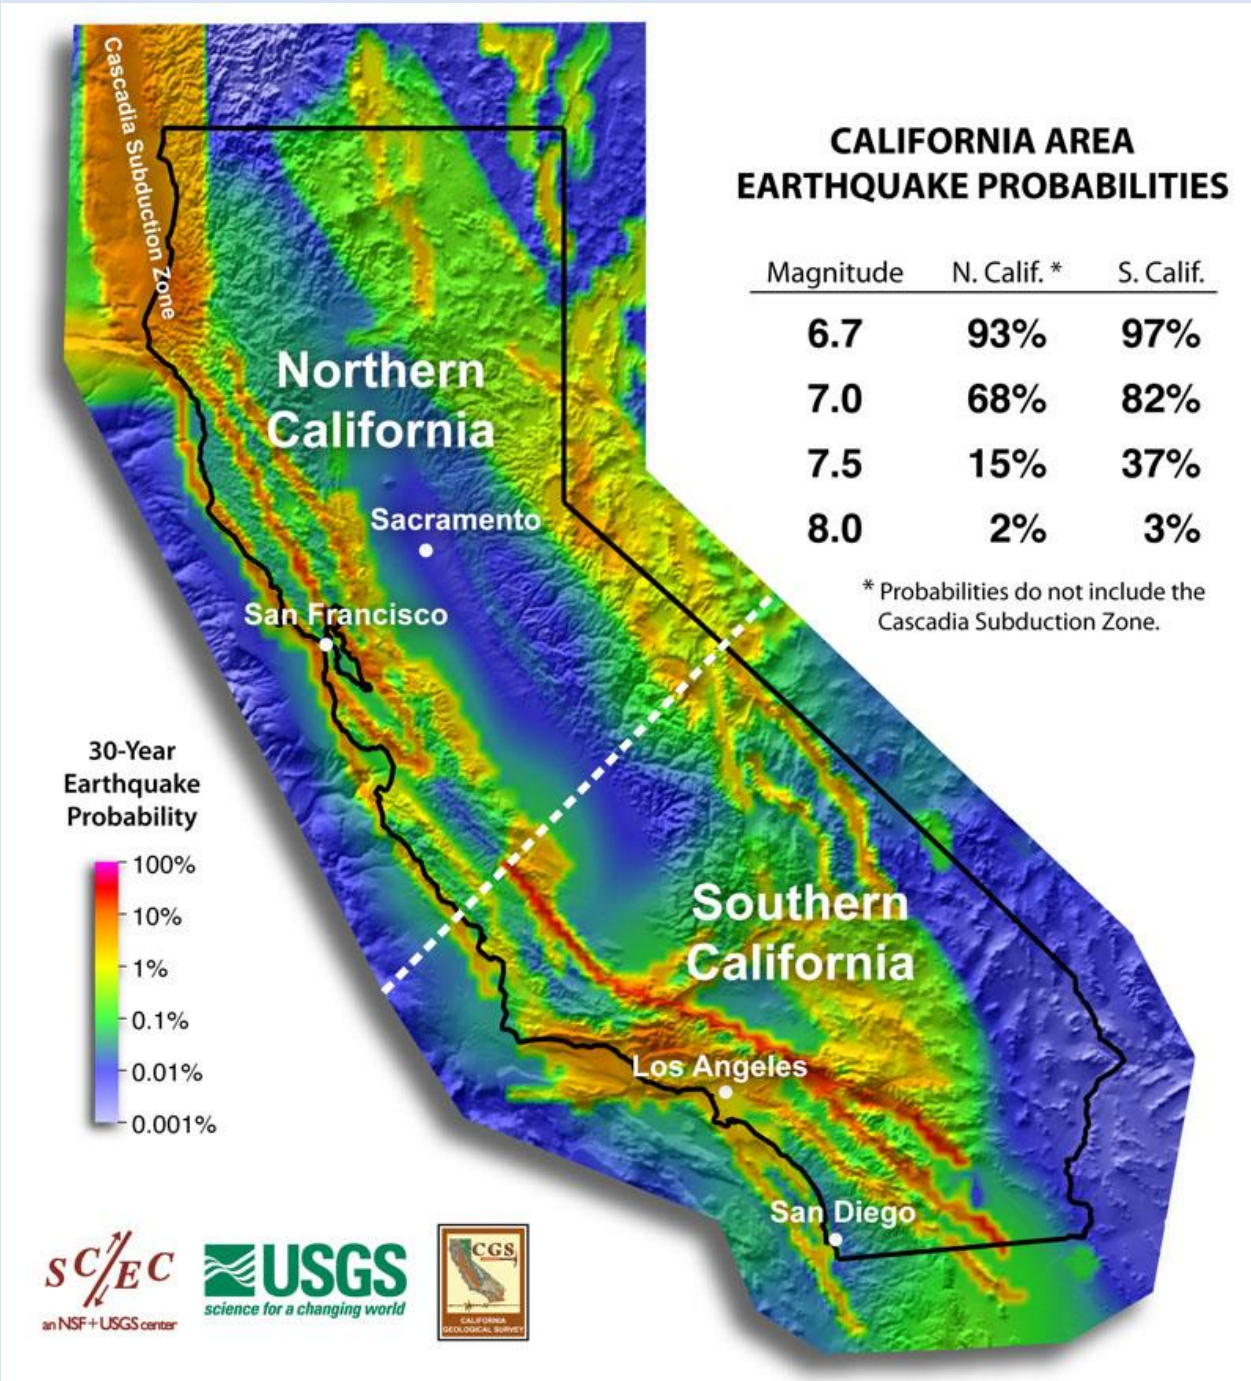 Cascadia Subduction Zone
CALIFORNIA AREA
EARTHQUAKE PROBABILITIES
Magnitude N. Calif. * S. Calif.
6.7 93% 97%
7.0 68% 82%
7.5 15% 37%
8.0 2% 3%
* Probabilities do not include the
Cascadia Subduction Zone.
Northern
California
Sacramento
San Francisco
30-Year
Earthquake
Probability
100%
10%
1%
0.1%
0.01%
0.001%
Southern
California
Los Angeles
San Diego
SC/EC
an NSF+USGS center
USGS
science for a changing world
CGS
CALIFORNIA
GEOLOGICAL SURVEY